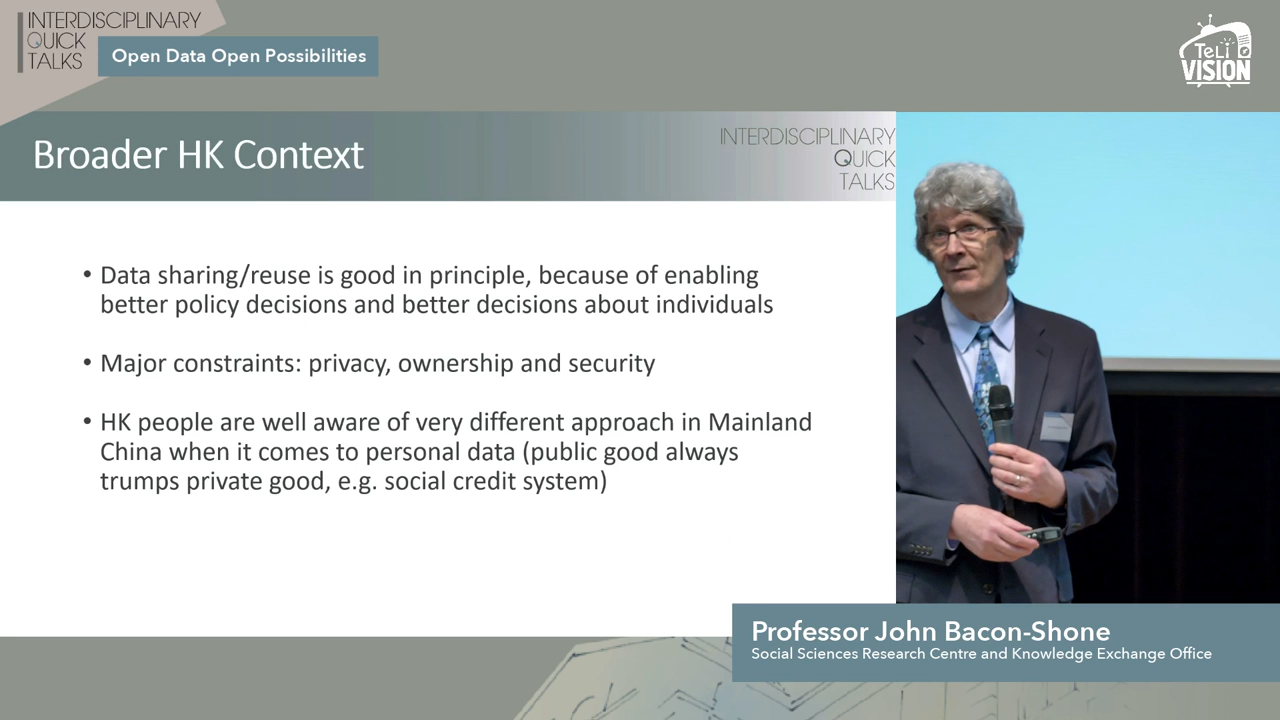 INTERDISCIPLINARY
QUICK
TALKS
Open Data Open Possibilities
TeLi
VISION
Broader HK Context
INTERDISCIPLINARY
QUICK
TALKS
• Data sharing/reuse is good in principle, because of enabling
better policy decisions and better decisions about individuals
• Major constraints: privacy, ownership and security
• HK people are well aware of very different approach in Mainland
China when it comes to personal data (public good always
trumps private good, e.g. social credit system)
Professor John Bacon-Shone
Social Sciences Research Centre and Knowledge Exchange Office